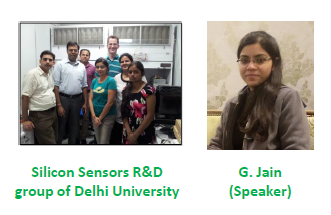 Silicon Sensors R&D
group of Delhi University
G. Jain
(Speaker)